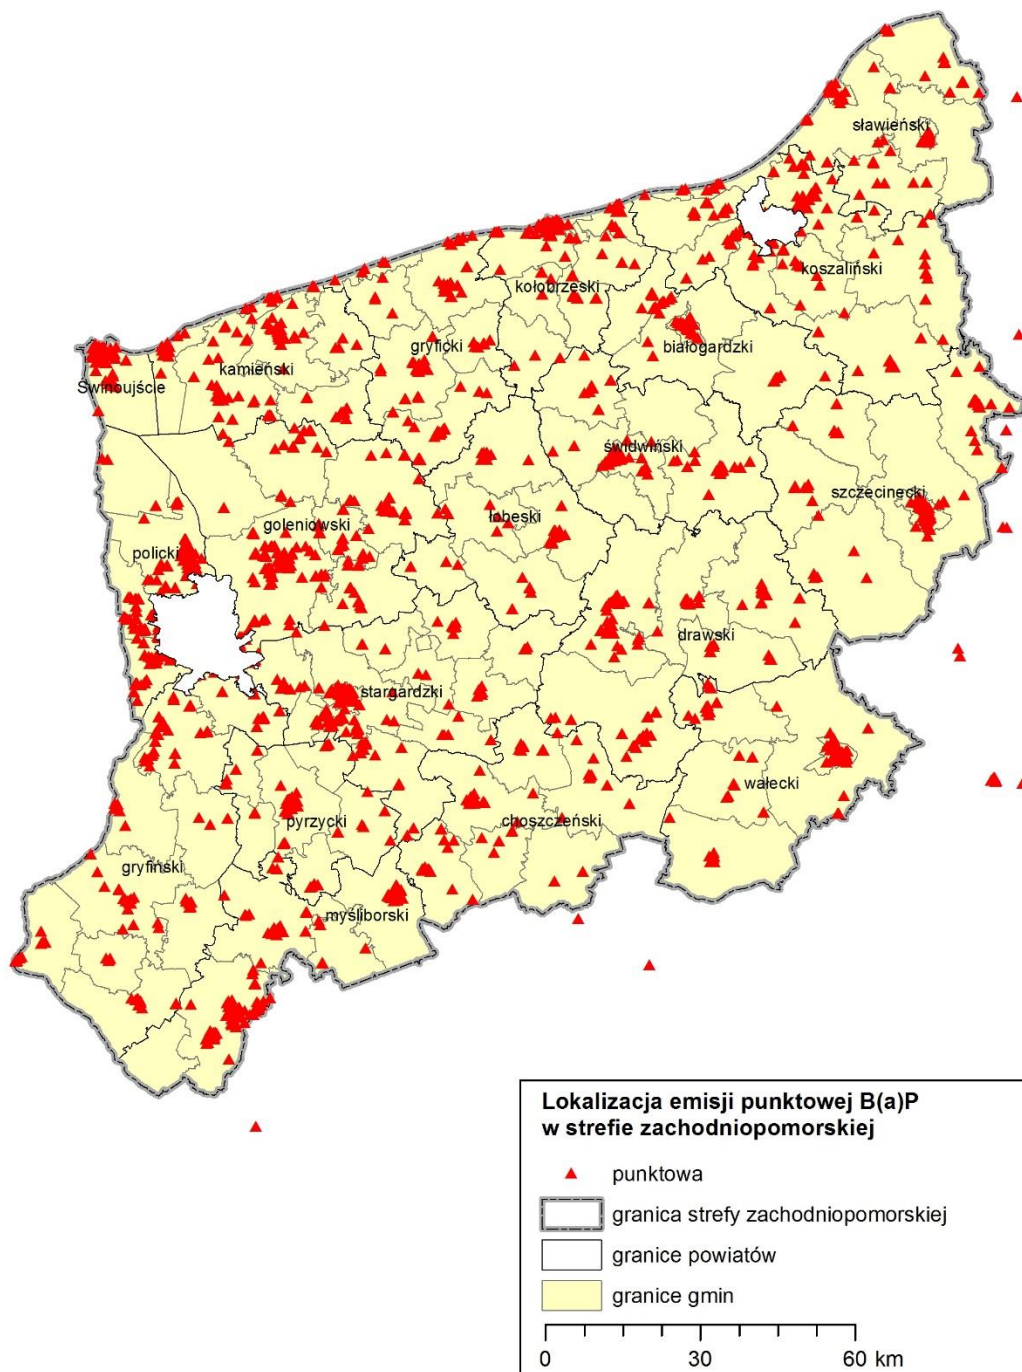 sławieński
koszaliński
kołobrzeski
białogardzki
gryficki
kamieński
Świnoujście
świdwiński
szczecinecki
łobeski
goleniowski
policki
drawski
stargardzki
wałecki
choszczeński
pyrzycki
gryfiński
myśliborski
Lokalizacja emisji punktowej B(a)P
w strefie zachodniopomorskiej
punktowa
granica strefy zachodniopomorskiej
granice powiatów
granice gmin
0 30 60 km